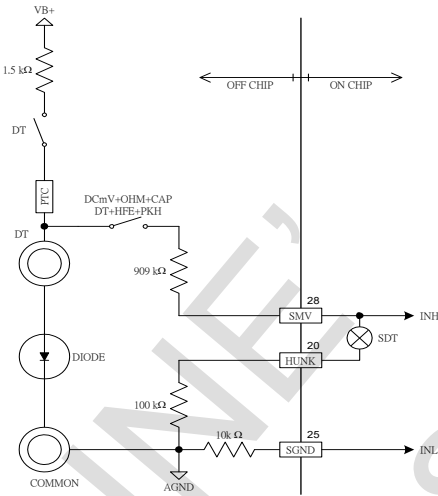 VB+
1.5 kΩ
OFF CHIP
ON CHIP
DT
PTC
DCmV+OHM+CAP
DT+HFE+PKH
DT
909 kΩ
28
SMV
INH
SDT
20
HUNK
DIODE
100 kΩ
10k Ω
25
SGND
INL
COMMON
AGND